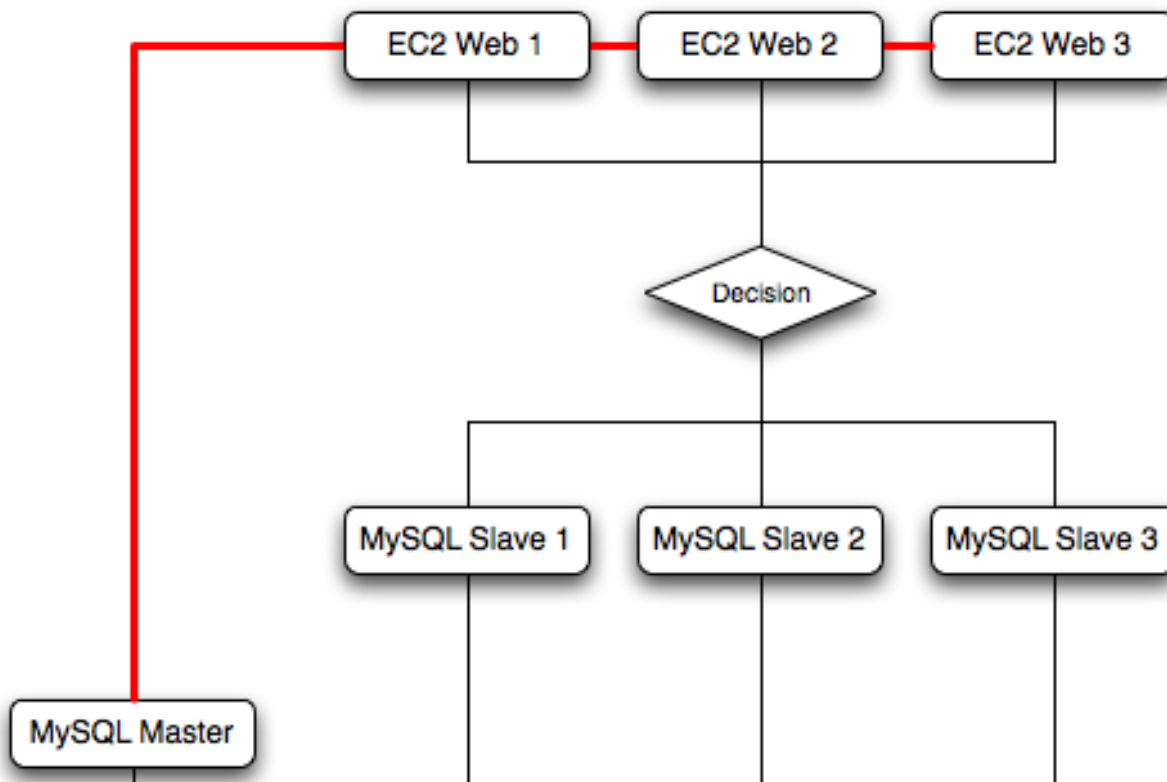 EC2 Web 1
EC2 Web 2
EC2 Web 3
Decision
MySQL Slave 1
MySQL Slave 2
MySQL Slave 3
MySQL Master